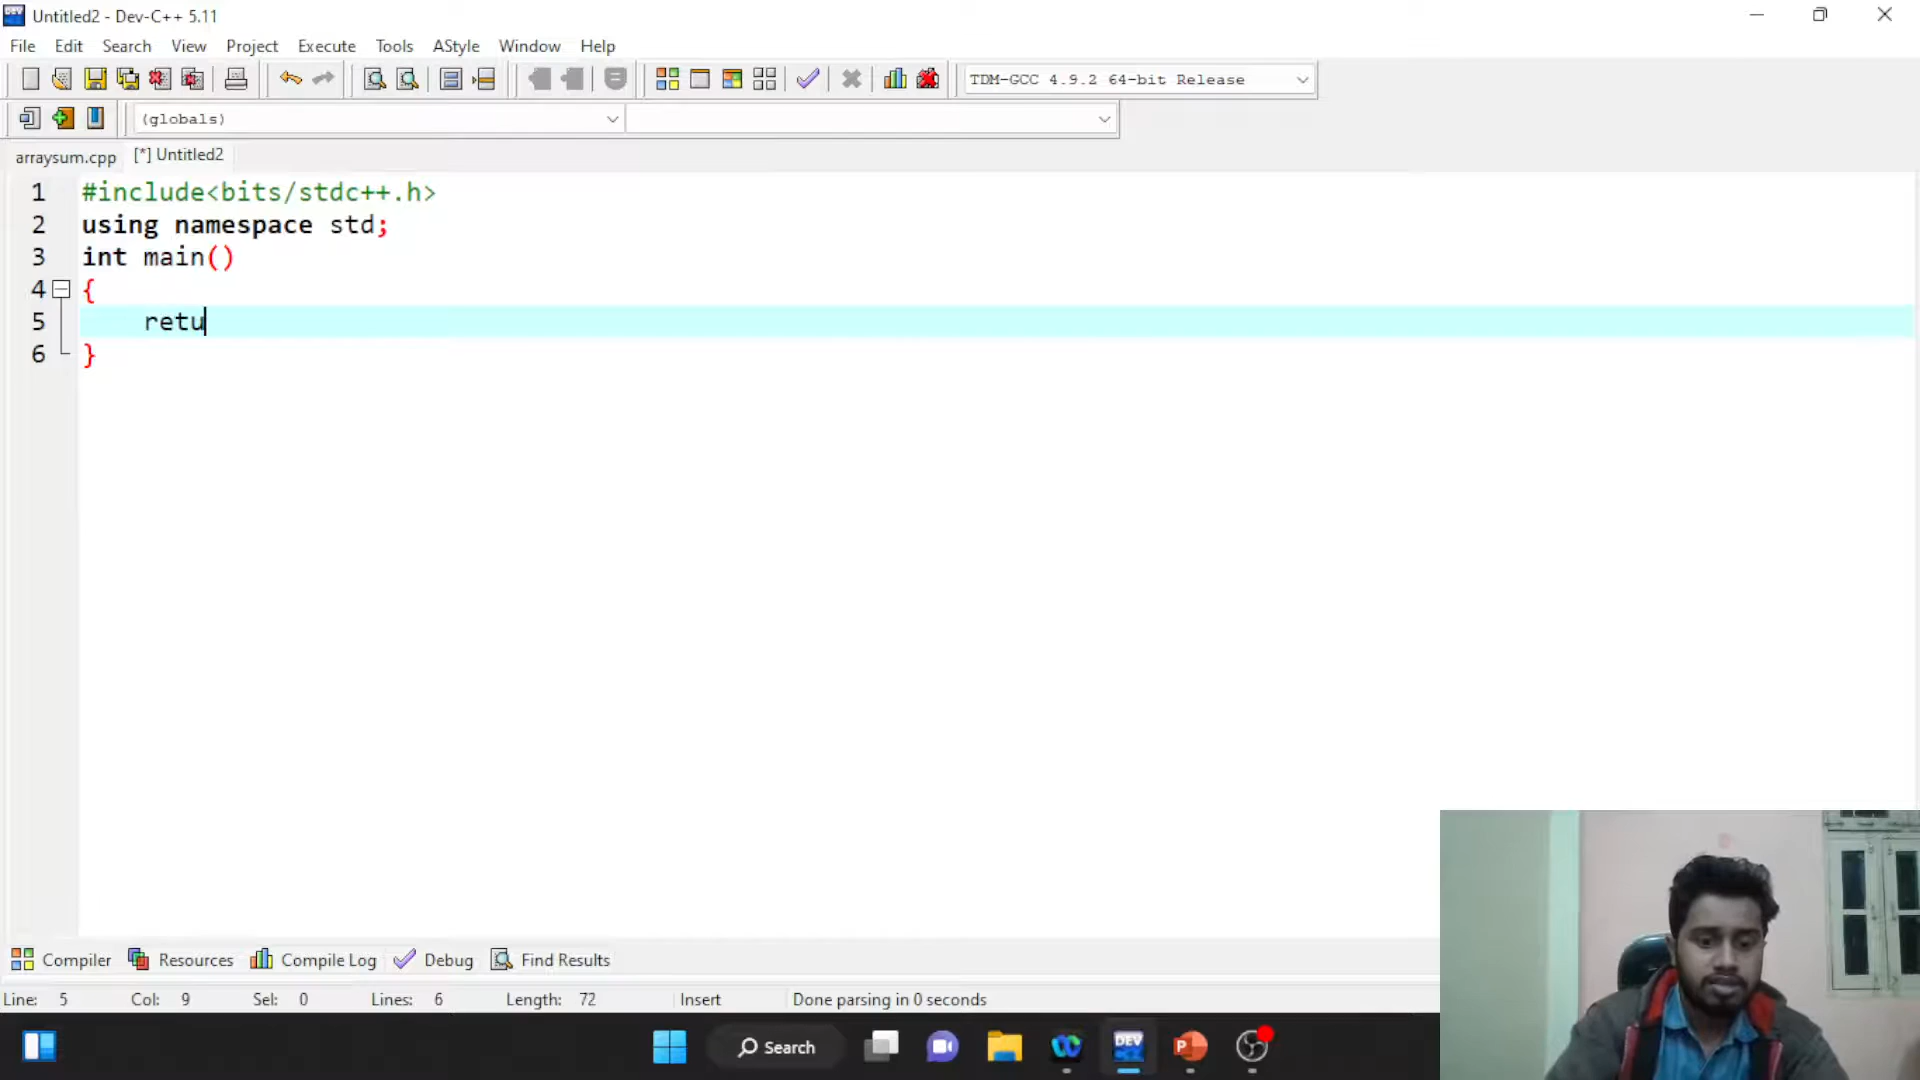 Untitled2 - Dev-C++ 5.11
File Edit Search View Project Execute Tools AStyle Window Help
TDM-GCC 4.9.2 64-bit Release
(globals)
arraysum.cpp [*] Untitled2
1 #include<bits/stdc++.h>
2 using namespace std;
3 int main()
4 {
5 retu
6 }
Compiler Resources Compile Log Debug Find Results
Line: 5 Col: 9 Sel: 0 Lines: 6 Length: 72 Insert Done parsing in 0 seconds
Search DEV P